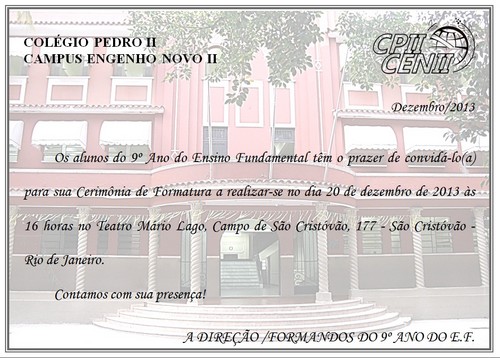 COLÉGIO PEDRO II
CAMPUS ENGENHO NOVO II
CPII
CENII
Dezembro/2013
Os alunos do 9º Ano do Ensino Fundamental têm o prazer de convidá-lo(a)
para sua Cerimônia de Formatura a realizar-se no dia 20 de dezembro de 2013 às
16 horas no Teatro Mário Lago, Campo de São Cristóvão, 177 - São Cristóvão -
Rio de Janeiro.
Contamos com sua presença!
A DIREÇÃO /FORMANDOS DO 9º ANO DO E.F.